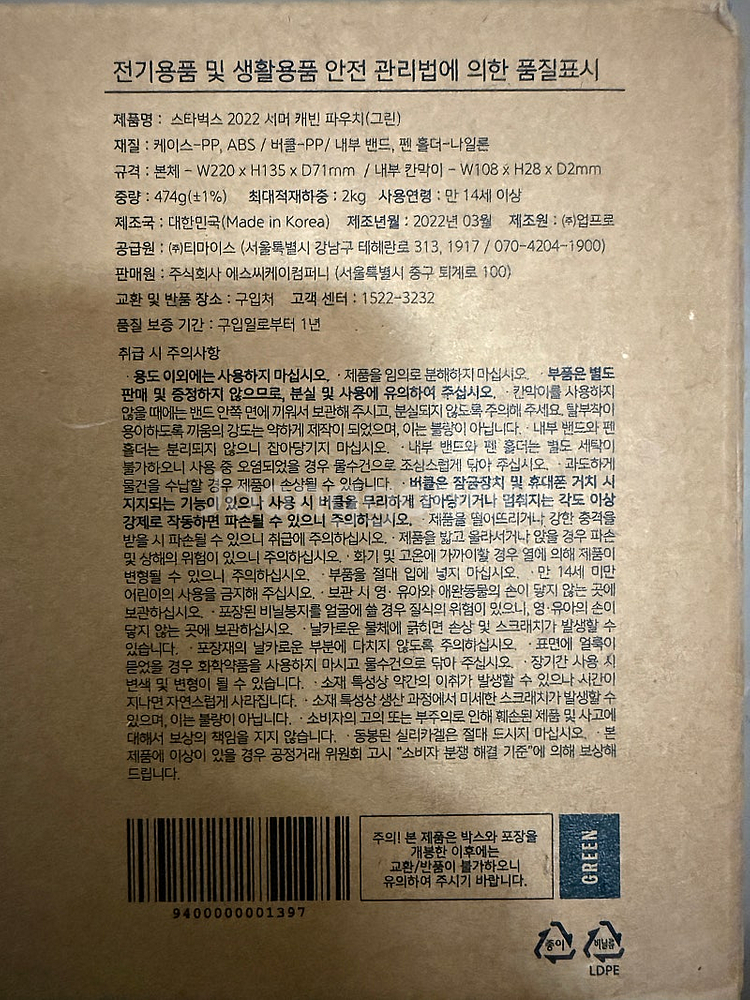 전기용품 및 생활용품 안전 관리법에 의한 품질표시
제품명 : 스타벅스 2022 서머 캐빈 파우치(그린)
재질 : 케이스-PP, ABS / 버클-PP/ 내부 밴드, 펜 홀더-나일론
규격 : 본체 - W220 x H135 x D71mm / 내부 칸막이 - W108 x H28 x D2mm
중량 : 474g(±1%) 최대적재하중 : 2kg 사용연령 : 만 14세 이상
제조국 : 대한민국(Made in Korea) 제조년월 : 2022년 03월 제조원 : ㈜업프로
공급원 : ㈜티마이스 (서울특별시 강남구 테헤란로 313, 1917 / 070-4204-1900)
판매원 : 주식회사 에스씨케이컴퍼니 (서울특별시 중구 퇴계로 100)
교환 및 반품 장소 : 구입처 고객 센터 : 1522-3232
품질 보증 기간 : 구입일로부터 1년
취급 시 주의사항
· 용도 이외에는 사용하지 마십시오. · 제품을 임의로 분해하지 마십시오. · 부품은 별도
판매 및 증정하지 않으므로, 분실 및 사용에 유의하여 주십시오. · 칸막이를 사용하지
않을 때에는 밴드 안쪽 면에 끼워서 보관해 주시고, 분실되지 않도록 주의해 주세요. 탈부착이
용이하도록 끼움의 강도는 약하게 제작이 되었으며, 이는 불량이 아닙니다. · 내부 밴드와 펜
홀더는 분리되지 않으니 잡아당기지 마십시오. · 내부 밴드와 펜 홀더는 별도 세탁이
불가하오니 사용 중 오염되었을 경우 물수건으로 조심스럽게 닦아 주십시오. · 과도하게
물건을 수납할 경우 제품이 손상될 수 있습니다. · 버클은 잠금장치 및 휴대폰 거치 시
지지되는 기능이 있으나 사용 시 버클을 무리하게 잡아당기거나 멈춰지는 각도 이상
강제로 작동하면 파손될 수 있으니 주의하십시오. · 제품을 떨어뜨리거나 강한 충격을
받을 시 파손될 수 있으니 취급에 주의하십시오. · 제품을 밟고 올라서거나 앉을 경우 파손
및 상해의 위험이 있으니 주의하십시오. · 화기 및 고온에 가까이할 경우 열에 의해 제품이
변형될 수 있으니 주의하십시오. · 부품을 절대 입에 넣지 마십시오. · 만 14세 미만
어린이의 사용을 금지해 주십시오. · 보관 시 영·유아와 애완동물의 손이 닿지 않는 곳에
보관하십시오. · 포장된 비닐봉지를 얼굴에 쓸 경우 질식의 위험이 있으니, 영·유아의 손이
닿지 않는 곳에 보관하십시오. · 날카로운 물체에 긁히면 손상 및 스크래치가 발생할 수
있습니다. · 포장재의 날카로운 부분에 다치지 않도록 주의하십시오. · 표면에 얼룩이
묻었을 경우 화학약품을 사용하지 마시고 물수건으로 닦아 주십시오. · 장기간 사용 시
변색 및 변형이 될 수 있습니다. · 소재 특성상 약간의 이취가 발생할 수 있으나 시간이
지나면 자연스럽게 사라집니다. · 소재 특성상 생산 과정에서 미세한 스크래치가 발생할 수
있으며, 이는 불량이 아닙니다. · 소비자의 고의 또는 부주의로 인해 훼손된 제품 및 사고에
대해서 보상의 책임을 지지 않습니다. · 동봉된 실리카겔은 절대 드시지 마십시오. · 본
제품에 이상이 있을 경우 공정거래 위원회 고시 “소비자 분쟁 해결 기준”에 의해 보상해
드립니다.
9400000001397
주의! 본 제품은 박스와 포장을
개봉한 이후에는
교환/반품이 불가하오니
유의하여 주시기 바랍니다.
GREEN
종이
비닐류
LDPE